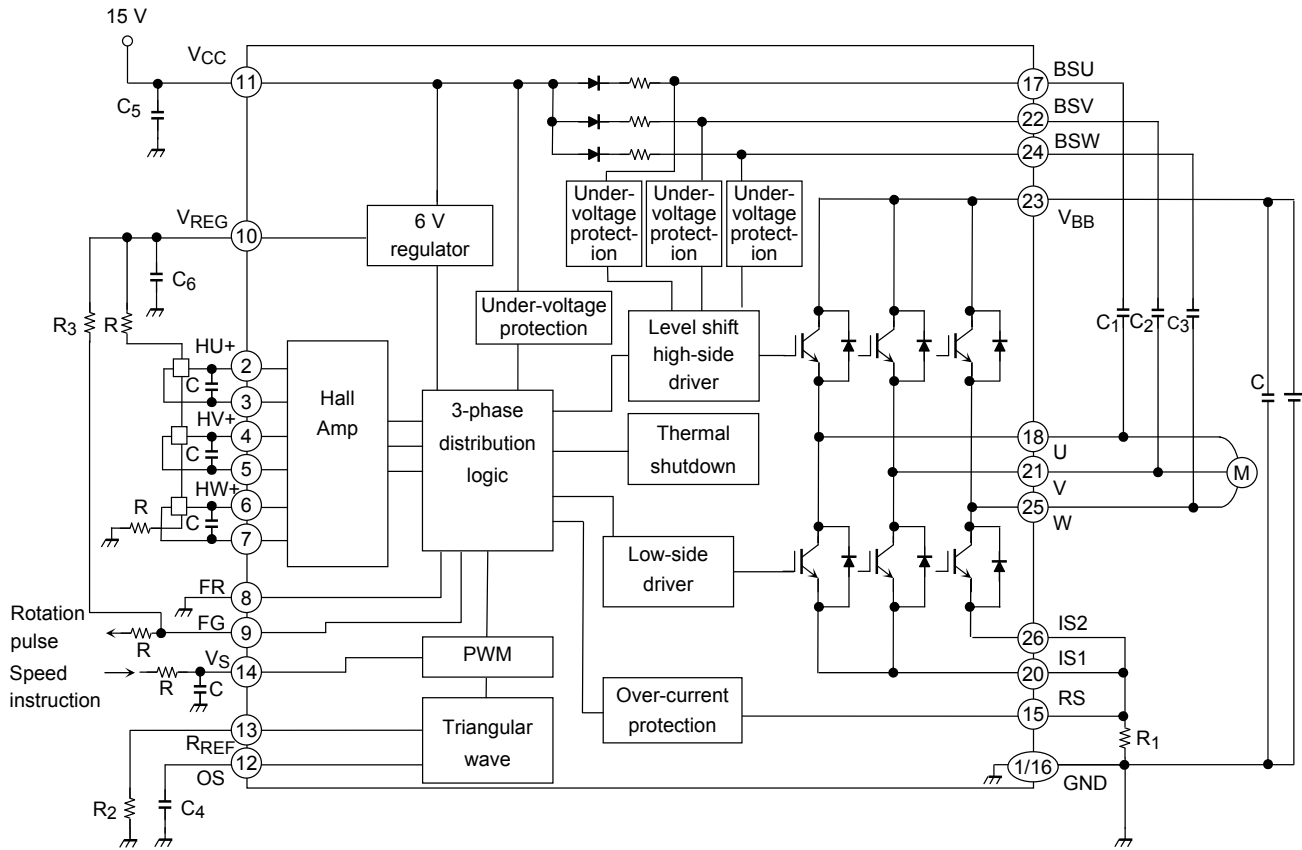 15 V
VCC
11
C5
17
BSU
22
BSV
24
BSW
Under-
voltage
protect-
ion
Under-
voltage
protect-
ion
Under-
voltage
protect-
ion
23
VBB
VREG
10
6 V
regulator
C6
R3
R
Under-voltage
protection
Level shift
high-side
driver
C1
C2
C3
C
HU+
2
C
3
HV+
4
C
5
HW+
6
R
C
7
Hall
Amp
3-phase
distribution
logic
Thermal
shutdown
18
U
21
V
25
W
M
Low-side
driver
FR
8
Rotation
pulse
R
FG
9
Speed
instruction
R
VS
14
C
PWM
26
IS2
20
IS1
Over-current
protection
15
RS
13
RREF
12
OS
Triangular
wave
R1
1/16
GND
R2
C4